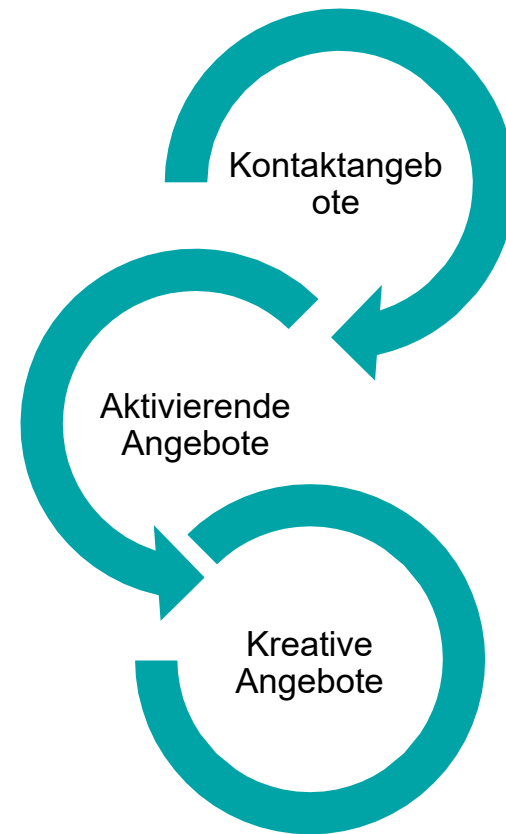 Kontaktangeb
ote
Aktivierende
Angebote
Kreative
Angebote